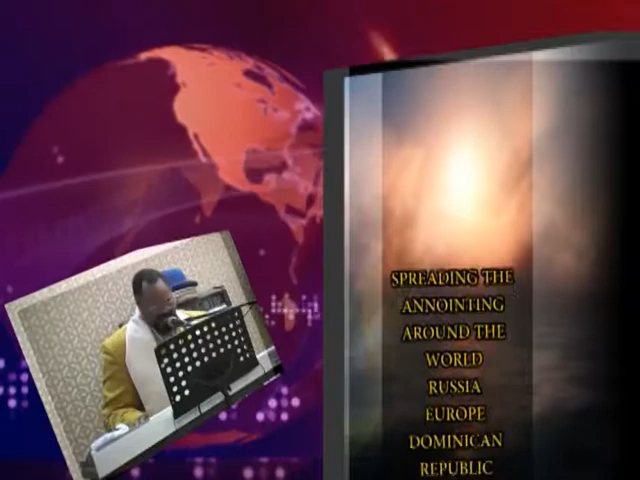 SPREADING THE
ANNOINTING
AROUND THE
WORLD
RUSSIA
EUROPE
DOMINICAN
REPUBLIC